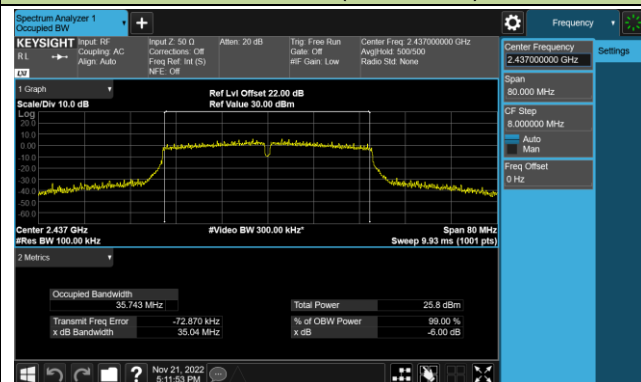 Spectrum Analyzer 1
Occupied BW
Frequency
KEYSIGHT
R L
LXI
Input: RF
Coupling: AC
Align: Auto
Input Z: 50 Ω
Corrections: Off
Freq Ref: Int (S)
NFE: Off
Atten: 20 dB
Trig: Free Run
Gate: Off
#IF Gain: Low
Center Freq: 2.437000000 GHz
Avg|Hold: 500/500
Radio Std: None
Center Frequency
2.437000000 GHz
Settings
Span
80.000 MHz
CF Step
8.000000 MHz
Auto
Man
Freq Offset
0 Hz
1 Graph
Scale/Div 10.0 dB
Ref Lvl Offset 22.00 dB
Ref Value 30.00 dBm
Log
20.0
10.0
0.00
-10.0
-20.0
-30.0
-40.0
-50.0
-60.0
Center 2.437 GHz
#Res BW 100.00 kHz
#Video BW 300.00 kHz*
Span 80 MHz
Sweep 9.93 ms (1001 pts)
2 Metrics
Occupied Bandwidth
35.743 MHz
Total Power 25.8 dBm
Transmit Freq Error -72.870 kHz
% of OBW Power 99.00 %
x dB Bandwidth 35.04 MHz
x dB -6.00 dB
?
Nov 21, 2022
5:11:53 PM